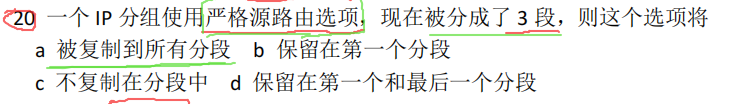 20 一个 IP 分组使用严格源路由选项，现在被分成了 3 段，则这个选项将
a 被复制到所有分段 b 保留在第一个分段
c 不复制在分段中 d 保留在第一个和最后一个分段